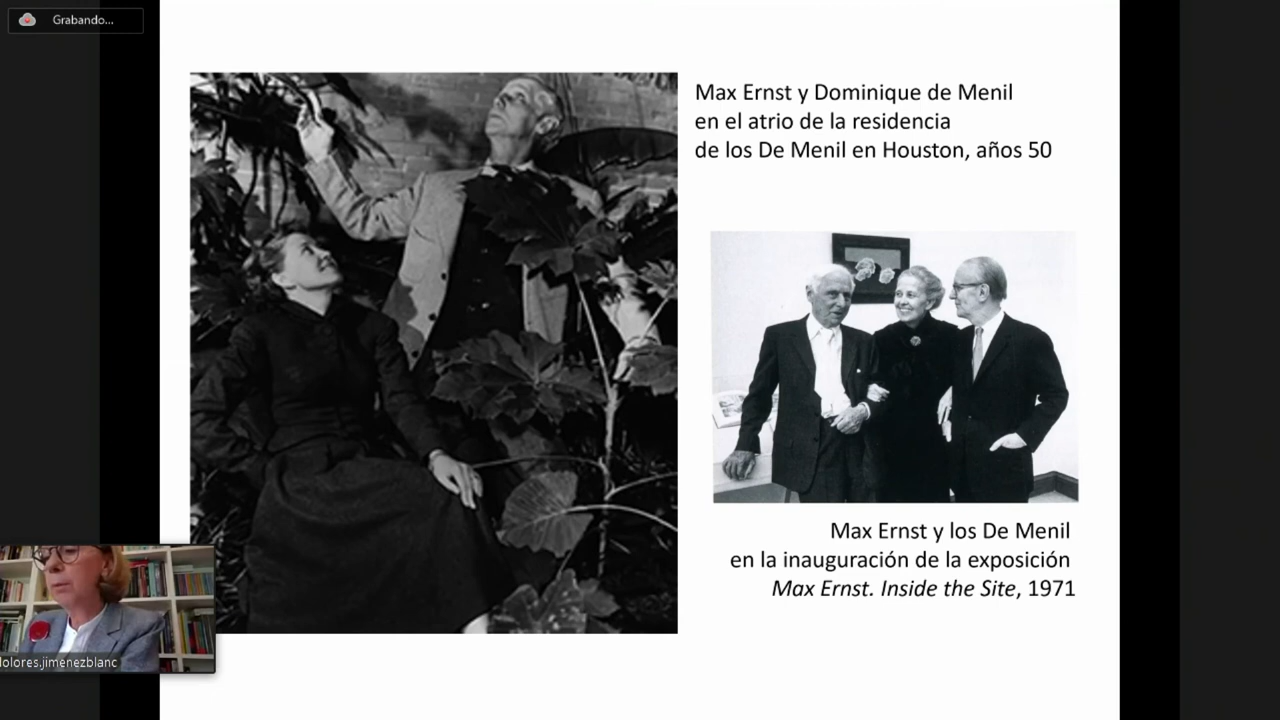 Grabando...
Max Ernst y Dominique de Menil
en el atrio de la residencia
de los De Menil en Houston, años 50
Max Ernst y los De Menil
en la inauguración de la exposición
Max Ernst. Inside the Site, 1971
dolores.jimenezblanc